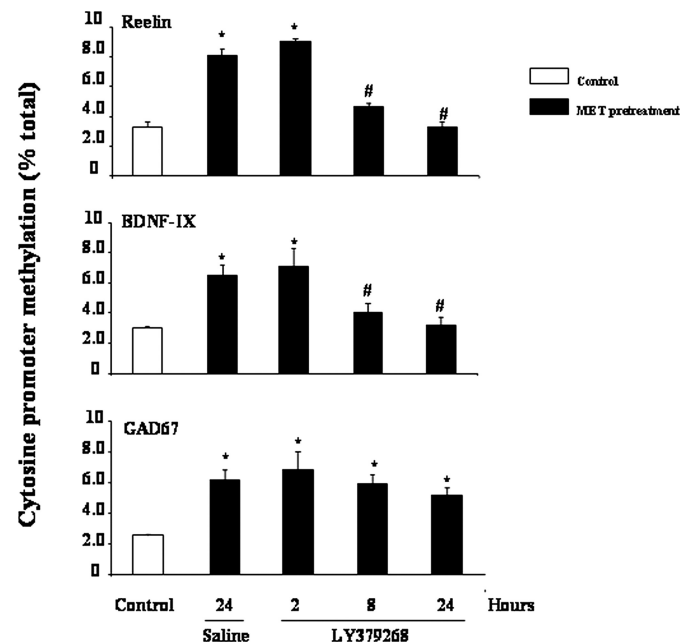 Reelin
10
8.0
6.0
4.0
2.0
0
* * # #
Control
MET pretreatment
Cytosine promoter methylation (% total)
BDNF-IX
10
8.0
6.0
4.0
2.0
0
* * # #
GAD67
10
8.0
6.0
4.0
2.0
0
* * * *
Control 24 2 8 24 Hours
Saline LY379268